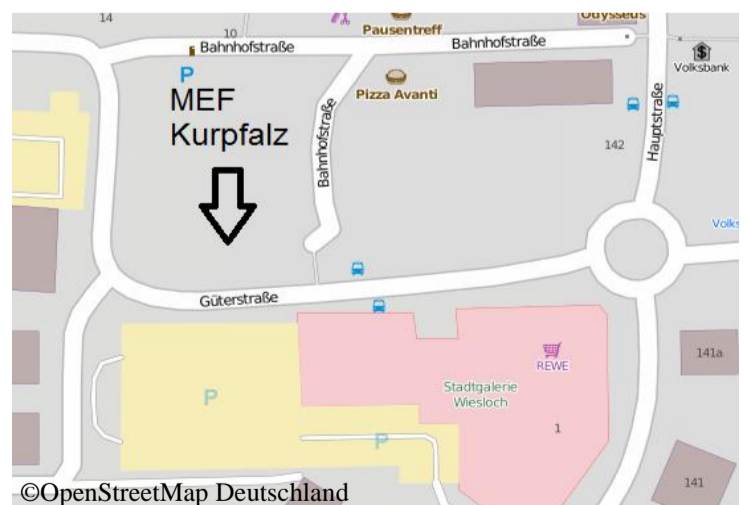 14
10
Bahnhofstraße
Pausentreff
Bahnhofstraße
Odysseus
$
Volksbank
P
MEF
Kurpfalz
Pizza Avanti
Bahnhofstraße
142
Hauptstraße
Volks
Güterstraße
REWE
141a
P
Stadtgalerie
Wiesloch
1
P
141
©OpenStreetMap Deutschland